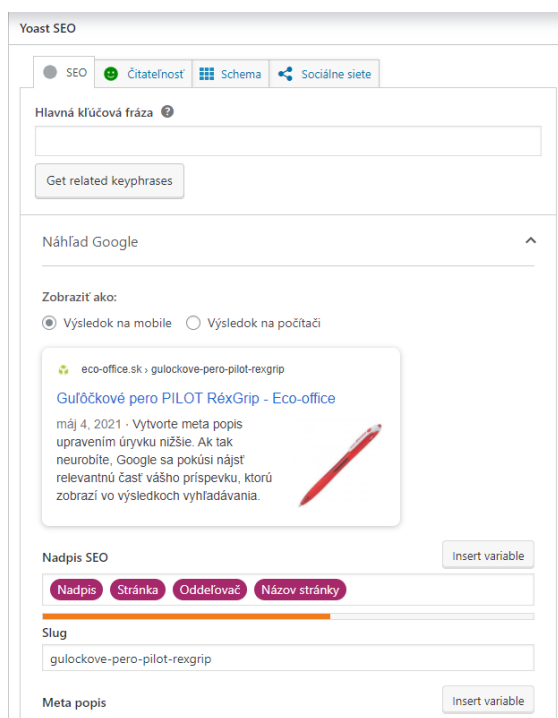 Yoast SEO
SEO
Čitateľnosť
Schema
Sociálne siete
Hlavná kľúčová fráza ?
Get related keyphrases
Náhľad Google
Zobraziť ako:
Výsledok na mobile
Výsledok na počítači
eco-office.sk › gulockove-pero-pilot-rexgrip
Guľôčkové pero PILOT RéxGrip - Eco-office
máj 4, 2021 · Vytvorte meta popis
upravením úryvku nižšie. Ak tak
neurobíte, Google sa pokúsi nájsť
relevantnú časť vášho príspevku, ktorú
zobrazí vo výsledkoch vyhľadávania.
Nadpis SEO
Insert variable
Nadpis
Stránka
Oddeľovač
Názov stránky
Slug
gulockove-pero-pilot-rexgrip
Meta popis
Insert variable